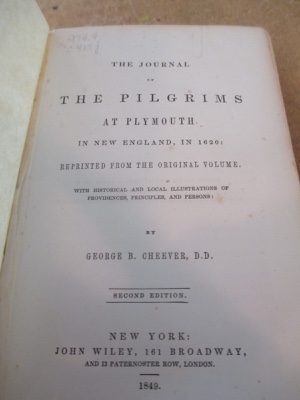 THE JOURNAL
OF
THE PILGRIMS
AT PLYMOUTH.
IN NEW ENGLAND, IN 1620:
REPRINTED FROM THE ORIGINAL VOLUME.
WITH HISTORICAL AND LOCAL ILLUSTRATIONS OF
PROVIDENCES, PRINCIPLES, AND PERSONS:
BY
GEORGE B. CHEEVER, D.D.
SECOND EDITION.
NEW YORK:
JOHN WILEY, 161 BROADWAY,
AND 13 PATERNOSTER ROW, LONDON.
1849.